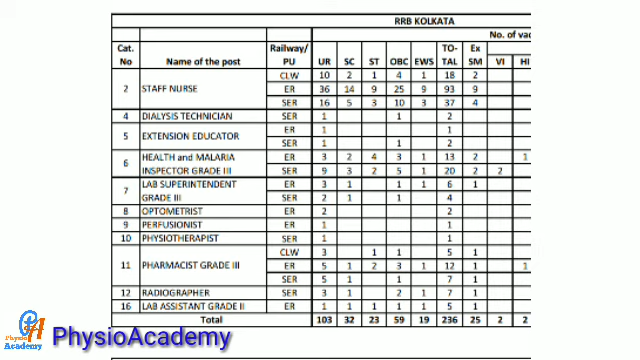 RRB KOLKATA
No. of vac
Cat. No Name of the post Railway/ PU UR SC ST OBC EWS TO- TAL Ex SM VI HI
2 STAFF NURSE CLW 10 2 1 4 1 18 2
ER 36 14 9 25 9 93 9
SER 16 5 3 10 3 37 4
4 DIALYSIS TECHNICIAN SER 1 1 2
5 EXTENSION EDUCATOR ER 1 1
SER 1 1 2
6 HEALTH and MALARIA INSPECTOR GRADE III ER 3 2 4 3 1 13 2 1
SER 9 3 2 5 1 20 2 2
7 LAB SUPERINTENDENT GRADE III ER 3 1 1 1 6 1
SER 2 1 1 4
8 OPTOMETRIST ER 2 2
9 PERFUSIONIST ER 1 1
10 PHYSIOTHERAPIST SER 1 1
11 PHARMACIST GRADE III CLW 3 1 1 5 1
ER 5 1 2 3 1 12 1 1
SER 5 1 1 7 1
12 RADIOGRAPHER SER 3 1 2 1 7 1
16 LAB ASSISTANT GRADE II ER 1 1 1 1 1 5 1
Total 103 32 23 59 19 236 25 2 2
Physio
Academy
PhysioAcademy